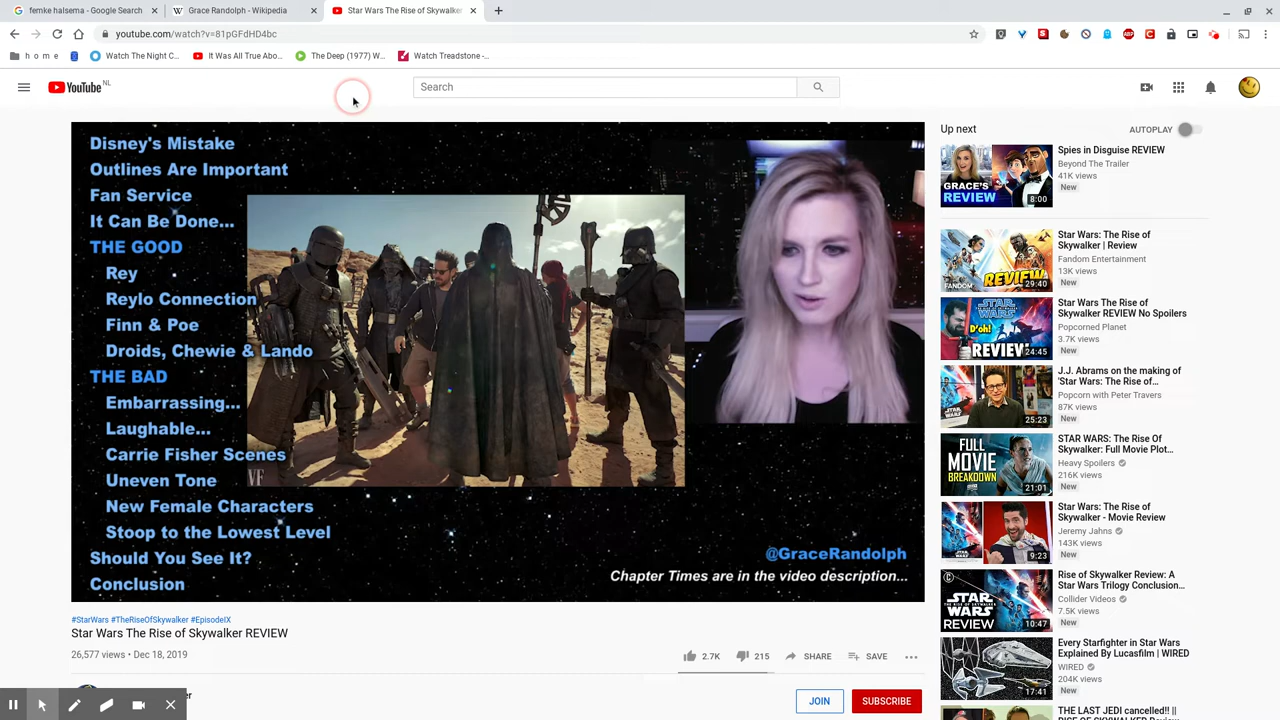 femke halsema - Google Search
Grace Randolph - Wikipedia
Star Wars The Rise of Skywalker
youtube.com/watch?v=81pGFdHD4bc
h o m e
Watch The Night C...
It Was All True Abo...
The Deep (1977) W...
Watch Treadstone -...
YouTube NL
Search
Disney's Mistake
Outlines Are Important
Fan Service
It Can Be Done...
THE GOOD
Rey
Reylo Connection
Finn & Poe
Droids, Chewie & Lando
THE BAD
Embarrassing...
Laughable...
Carrie Fisher Scenes
Uneven Tone
New Female Characters
Stoop to the Lowest Level
Should You See It?
Conclusion
@GraceRandolph
Chapter Times are in the video description...
#StarWars #TheRiseOfSkywalker #EpisodeIX
Star Wars The Rise of Skywalker REVIEW
26,577 views • Dec 18, 2019
2.7K
215
SHARE
SAVE
JOIN
SUBSCRIBE
Up next
AUTOPLAY
GRACE'S
REVIEW
8:00
Spies in Disguise REVIEW
Beyond The Trailer
41K views
New
FANDOM
REVIEW
29:40
Star Wars: The Rise of
Skywalker | Review
Fandom Entertainment
13K views
New
STAR
WARS
D'oh!
REVIEW
24:45
Star Wars The Rise of
Skywalker REVIEW No Spoilers
Popcorned Planet
3.7K views
New
25:23
J.J. Abrams on the making of
'Star Wars: The Rise of...
Popcorn with Peter Travers
87K views
New
FULL
MOVIE
BREAKDOWN
21:01
STAR WARS: The Rise Of
Skywalker: Full Movie Plot...
Heavy Spoilers
216K views
New
9:23
Star Wars: The Rise of
Skywalker - Movie Review
Jeremy Jahns
143K views
New
STAR
WARS
REVIEW
10:47
Rise of Skywalker Review: A
Star Wars Trilogy Conclusion...
Collider Videos
7.5K views
New
17:41
Every Starfighter in Star Wars
Explained By Lucasfilm | WIRED
WIRED
204K views
New
THE LAST JEDI cancelled!! ||